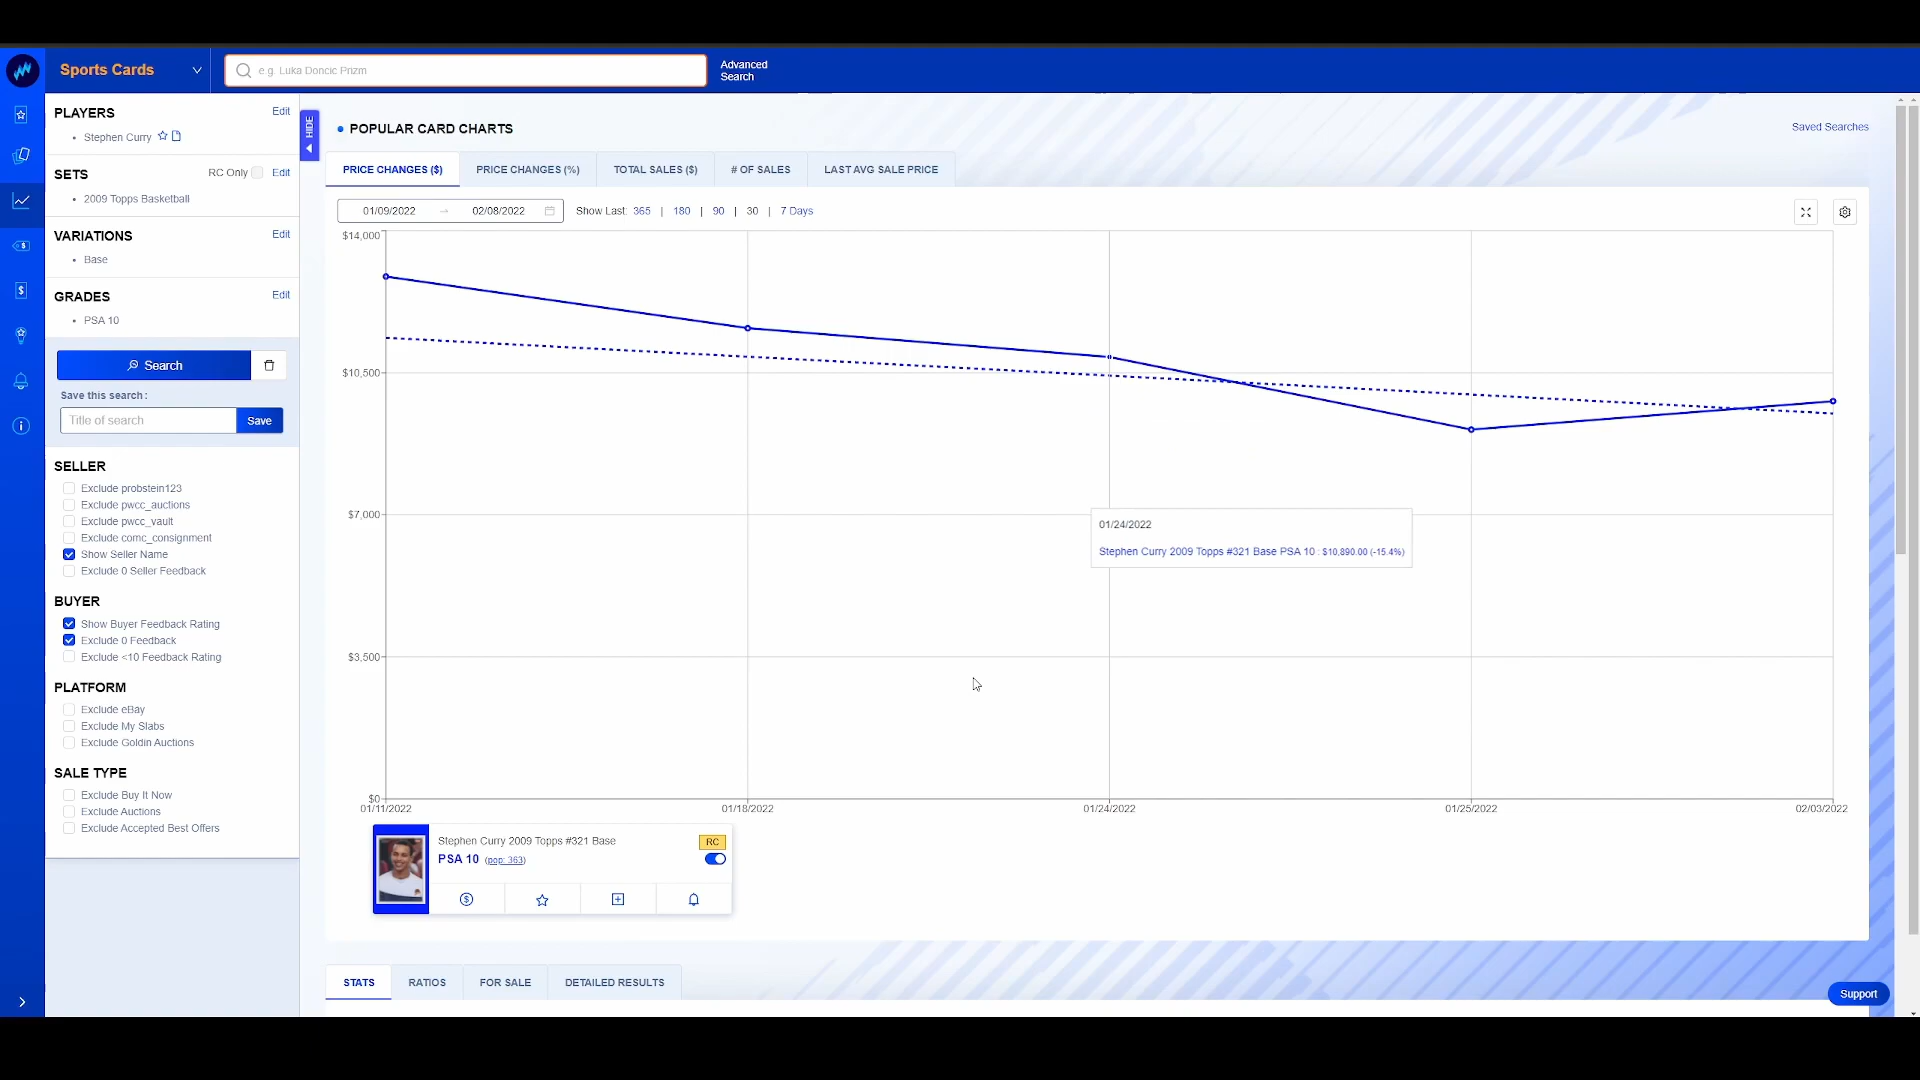 Sports Cards
e.g. Luka Doncic Prizm
Advanced
Search
PLAYERS
Edit
• Stephen Curry
SETS
RC Only
Edit
• 2009 Topps Basketball
VARIATIONS
Edit
• Base
GRADES
Edit
• PSA 10
Search
Save this search:
Title of search
Save
SELLER
Exclude probstein123
Exclude pwcc_auctions
Exclude pwcc_vault
Exclude comc_consignment
Show Seller Name
Exclude 0 Seller Feedback
BUYER
Show Buyer Feedback Rating
Exclude 0 Feedback
Exclude <10 Feedback Rating
PLATFORM
Exclude eBay
Exclude My Slabs
Exclude Goldin Auctions
SALE TYPE
Exclude Buy It Now
Exclude Auctions
Exclude Accepted Best Offers
HIDE
• POPULAR CARD CHARTS
Saved Searches
PRICE CHANGES ($)
PRICE CHANGES (%)
TOTAL SALES ($)
# OF SALES
LAST AVG SALE PRICE
01/09/2022 → 02/08/2022
Show Last: 365 | 180 | 90 | 30 | 7 Days
$14,000
$10,500
$7,000
$3,500
$0
01/24/2022
Stephen Curry 2009 Topps #321 Base PSA 10 : $10,890.00 (-15.4%)
01/11/2022
01/18/2022
01/24/2022
01/25/2022
02/03/2022
Stephen Curry 2009 Topps #321 Base
RC
PSA 10 (pop: 363)
STATS
RATIOS
FOR SALE
DETAILED RESULTS
Support